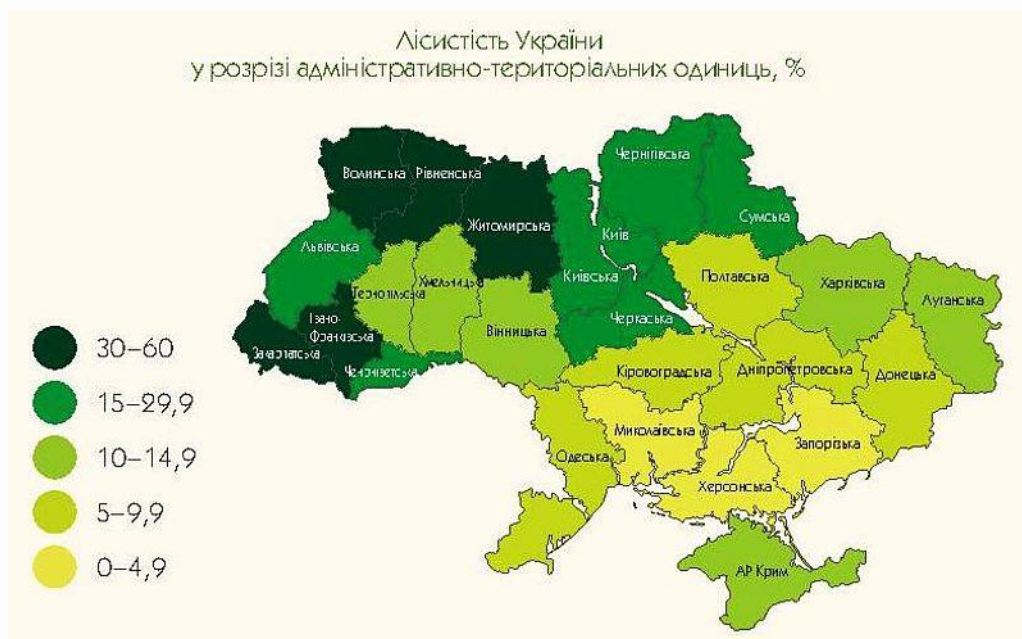 Лісистість України
у розрізі адміністративно-територіальних одиниць, %
Волинська
Рівненська
Житомирська
Чернігівська
Сумська
Київ
Київська
Львівська
Тернопільська
Хмельницька
Вінницька
Черкаська
Полтавська
Харківська
Луганська
Івано-
Франківська
Закарпатська
Чернівецька
Кіровоградська
Дніпропетровська
Донецька
Миколаївська
Запорізька
Одеська
Херсонська
АР Крим
30–60
15–29,9
10–14,9
5–9,9
0–4,9